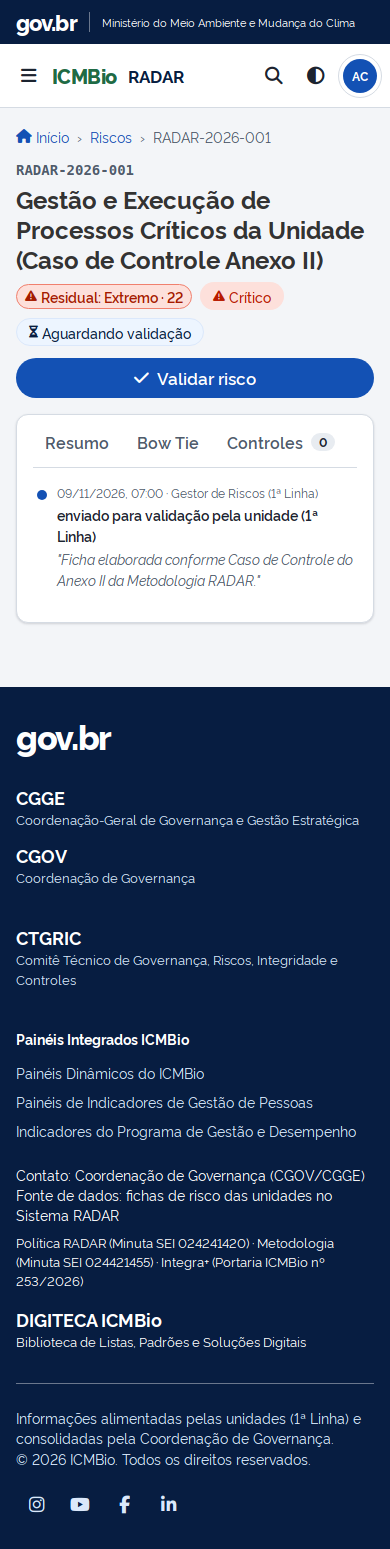 gov.br Ministério do Meio Ambiente e Mudança do Clima
ICMBio RADAR AC
Início › Riscos › RADAR-2026-001
RADAR-2026-001
Gestão e Execução de
Processos Críticos da Unidade
(Caso de Controle Anexo II)
Residual: Extremo · 22 Crítico
Aguardando validação
Validar risco
Resumo Bow Tie Controles 0
09/11/2026, 07:00 · Gestor de Riscos (1ª Linha)
enviado para validação pela unidade (1ª
Linha)
"Ficha elaborada conforme Caso de Controle do
Anexo II da Metodologia RADAR."
gov.br
CGGE
Coordenação-Geral de Governança e Gestão Estratégica
CGOV
Coordenação de Governança
CTGRIC
Comitê Técnico de Governança, Riscos, Integridade e
Controles
Painéis Integrados ICMBio
Painéis Dinâmicos do ICMBio
Painéis de Indicadores de Gestão de Pessoas
Indicadores do Programa de Gestão e Desempenho
Contato: Coordenação de Governança (CGOV/CGGE)
Fonte de dados: fichas de risco das unidades no
Sistema RADAR
Política RADAR (Minuta SEI 024241420) · Metodologia
(Minuta SEI 024421455) · Integra+ (Portaria ICMBio nº
253/2026)
DIGITECA ICMBio
Biblioteca de Listas, Padrões e Soluções Digitais
Informações alimentadas pelas unidades (1ª Linha) e
consolidadas pela Coordenação de Governança.
© 2026 ICMBio. Todos os direitos reservados.